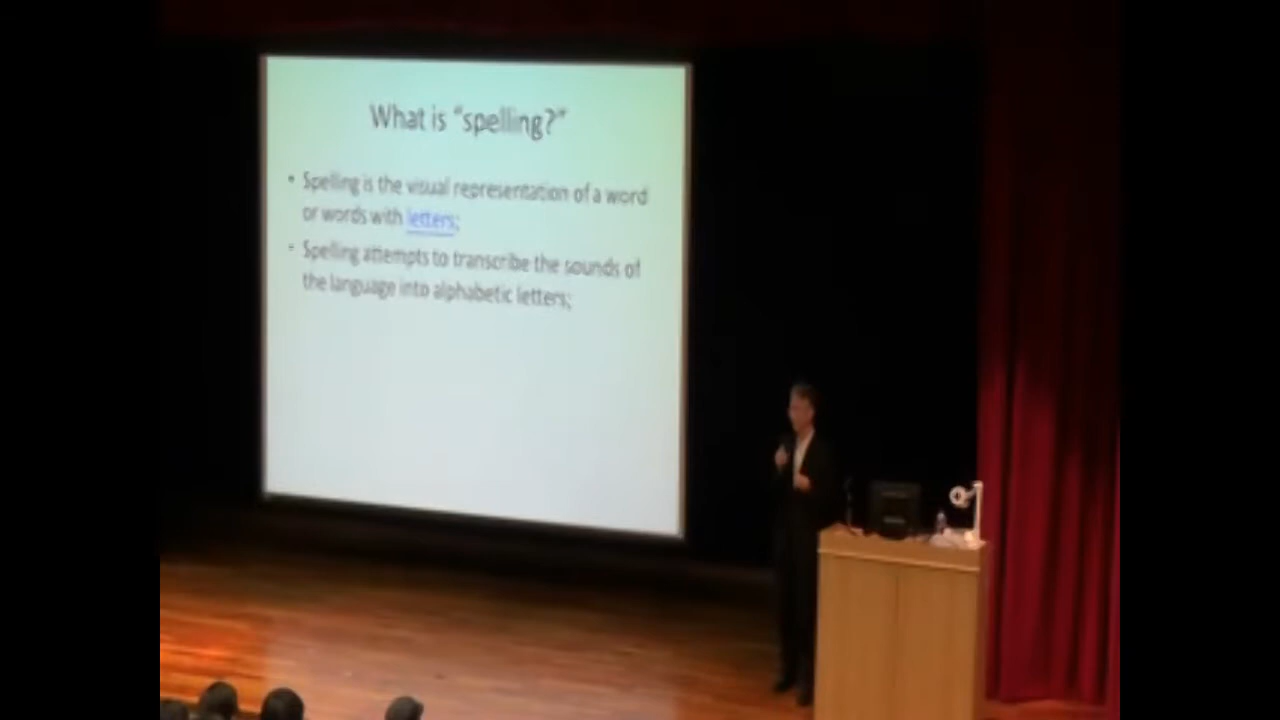 What is “spelling?”
• Spelling is the visual representation of a word
or words with letters;
• Spelling attempts to transcribe the sounds of
the language into alphabetic letters;